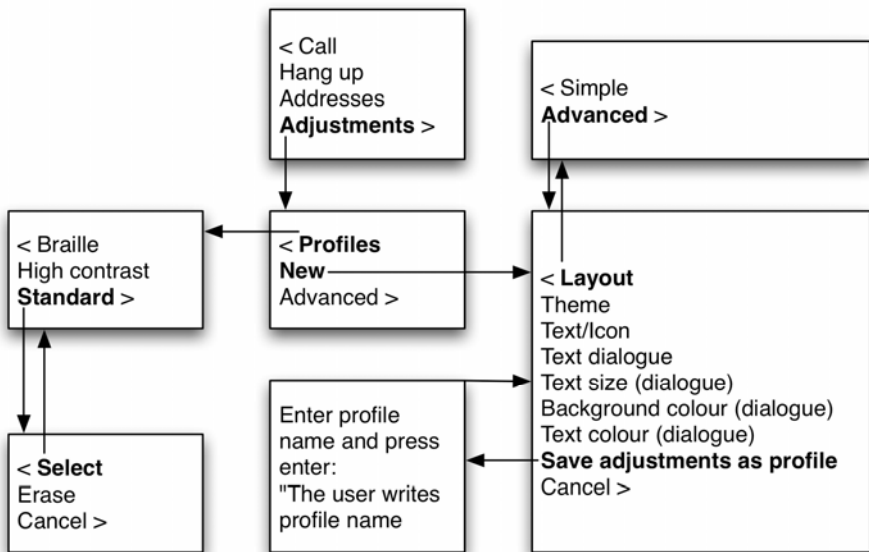 < Call
Hang up
Addresses
Adjustments >
< Simple
Advanced >
< Braille
High contrast
Standard >
< Profiles
New
Advanced >
< Layout
Theme
Text/Icon
Text dialogue
Text size (dialogue)
Background colour (dialogue)
Text colour (dialogue)
Save adjustments as profile
Cancel >
Enter profile
name and press
enter:
"The user writes
profile name
< Select
Erase
Cancel >